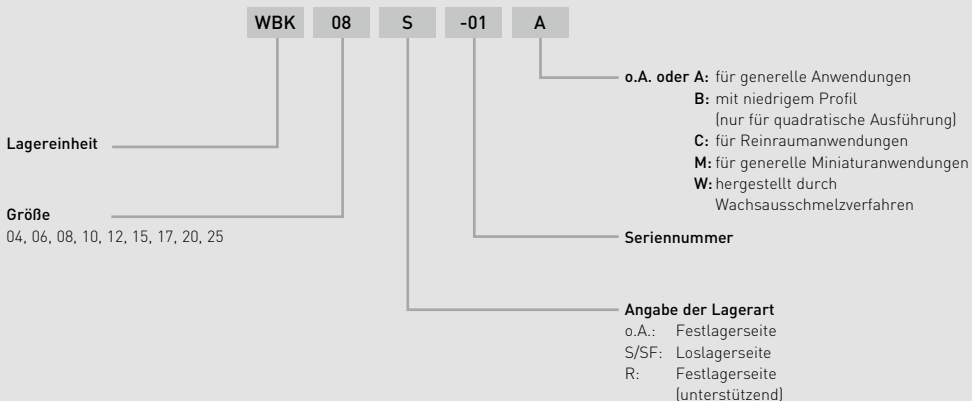 WBK 08 S -01 A
o.A. oder A: für generelle Anwendungen
B: mit niedrigem Profil
(nur für quadratische Ausführung)
C: für Reinraumanwendungen
M: für generelle Miniaturanwendungen
W: hergestellt durch
Wachsausschmelzverfahren
Lagereinheit
Größe
04, 06, 08, 10, 12, 15, 17, 20, 25
Seriennummer
Angabe der Lagerart
o.A.: Festlagerseite
S/SF: Loslagerseite
R: Festlagerseite
(unterstützend)